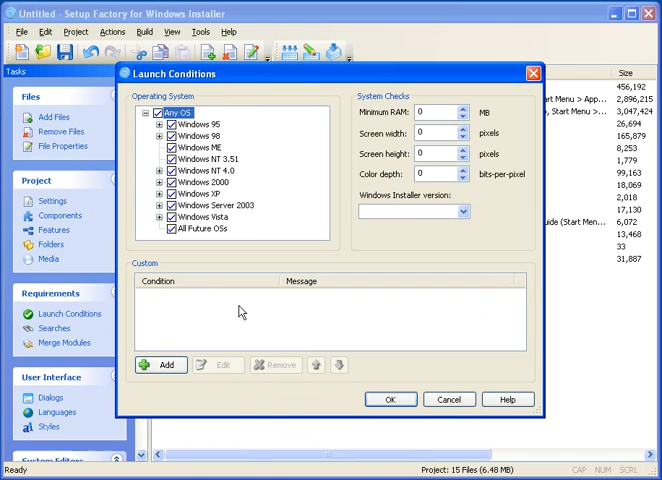 Untitled - Setup Factory for Windows Installer
File Edit Project Actions Build View Tools Help
Tasks
Files
Add Files
Remove Files
File Properties
Project
Settings
Components
Features
Folders
Media
Requirements
Launch Conditions
Searches
Merge Modules
User Interface
Dialogs
Languages
Styles
Custom Editors
Launch Conditions
Operating System
Any OS
Windows 95
Windows 98
Windows ME
Windows NT 3.51
Windows NT 4.0
Windows 2000
Windows XP
Windows Server 2003
Windows Vista
All Future OSs
System Checks
Minimum RAM: 0 MB
Screen width: 0 pixels
Screen height: 0 pixels
Color depth: 0 bits-per-pixel
Windows Installer version:
Custom
Condition Message
Add Edit Remove
OK Cancel Help
Size
456,192
art Menu > App... 2,896,215
, Start Menu >... 3,047,424
26,694
165,879
8,253
1,779
99,163
18,069
2,018
17,130
uide (Start Men... 6,072
13,468
33
31,887
Ready
Project: 15 Files (6.48 MB)
CAP NUM SCRL